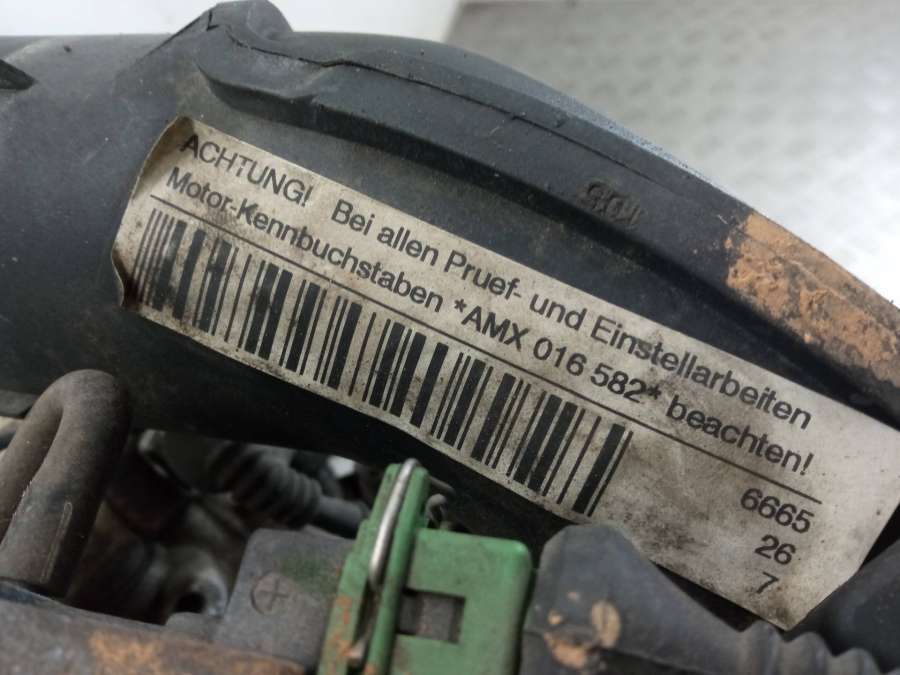 ACHTUNG! Bei allen Pruef- und Einstellarbeiten
Motor-Kennbuchstaben *AMX 016 582* beachten!
6665
26
7